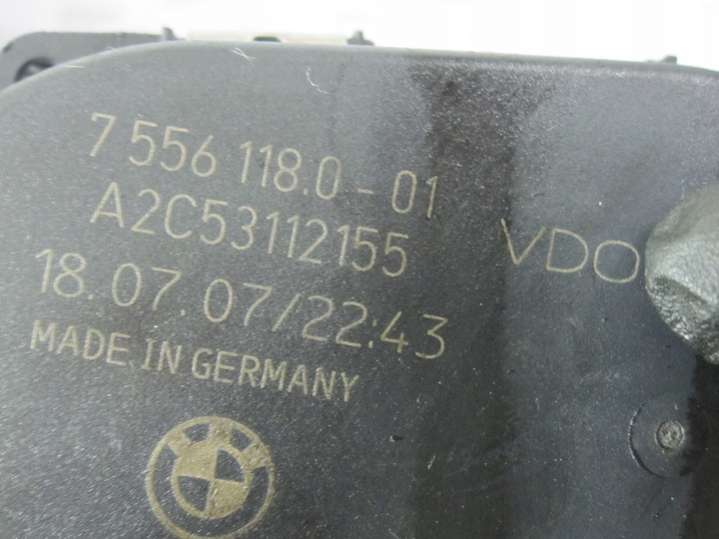 7 556 118.0 - 01
A2C53112155
VDO
18.07.07/22:43
MADE IN GERMANY